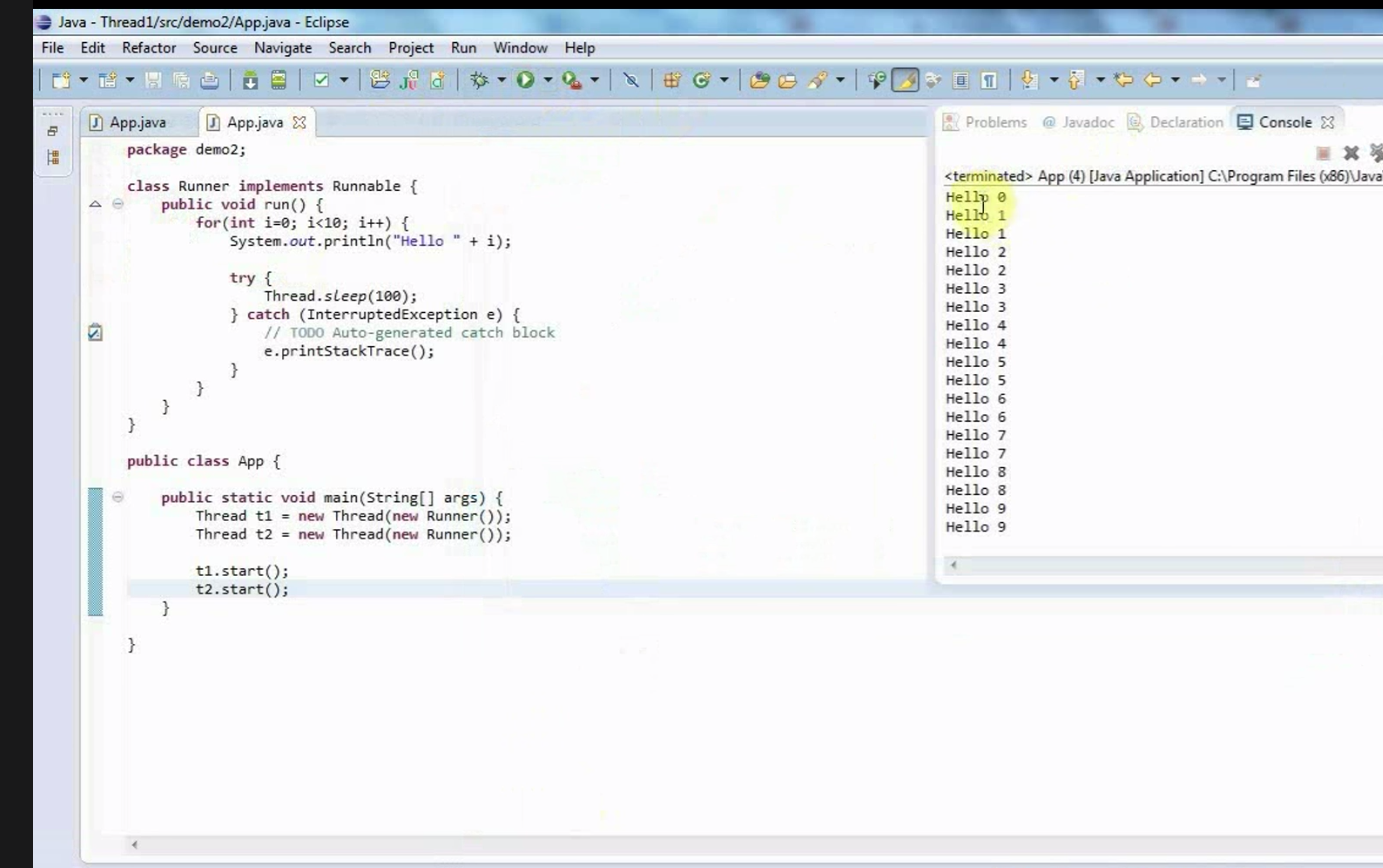 Java - Thread1/src/demo2/App.java - Eclipse
File Edit Refactor Source Navigate Search Project Run Window Help
App.java App.java
package demo2;
class Runner implements Runnable {
public void run() {
for(int i=0; i<10; i++) {
System.out.println("Hello " + i);
try {
Thread.sleep(100);
} catch (InterruptedException e) {
// TODO Auto-generated catch block
e.printStackTrace();
}
}
}
}
public class App {
public static void main(String[] args) {
Thread t1 = new Thread(new Runner());
Thread t2 = new Thread(new Runner());
t1.start();
t2.start();
}
}
Problems @ Javadoc Declaration Console
<terminated> App (4) [Java Application] C:\Program Files (x86)\Java
Hello 0
Hello 1
Hello 1
Hello 2
Hello 2
Hello 3
Hello 3
Hello 4
Hello 4
Hello 5
Hello 5
Hello 6
Hello 6
Hello 7
Hello 7
Hello 8
Hello 8
Hello 9
Hello 9